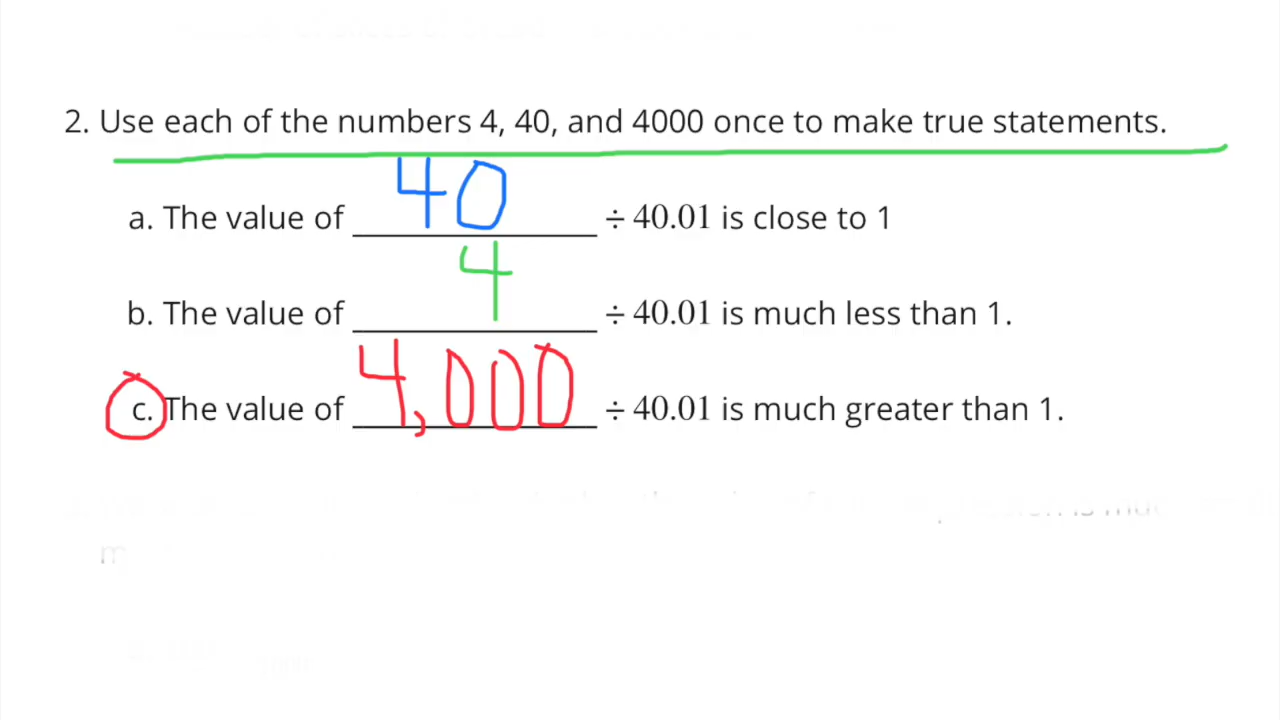 2. Use each of the numbers 4, 40, and 4000 once to make true statements.
a. The value of 40 ÷ 40.01 is close to 1
b. The value of 4 ÷ 40.01 is much less than 1.
c. The value of 4,000 ÷ 40.01 is much greater than 1.